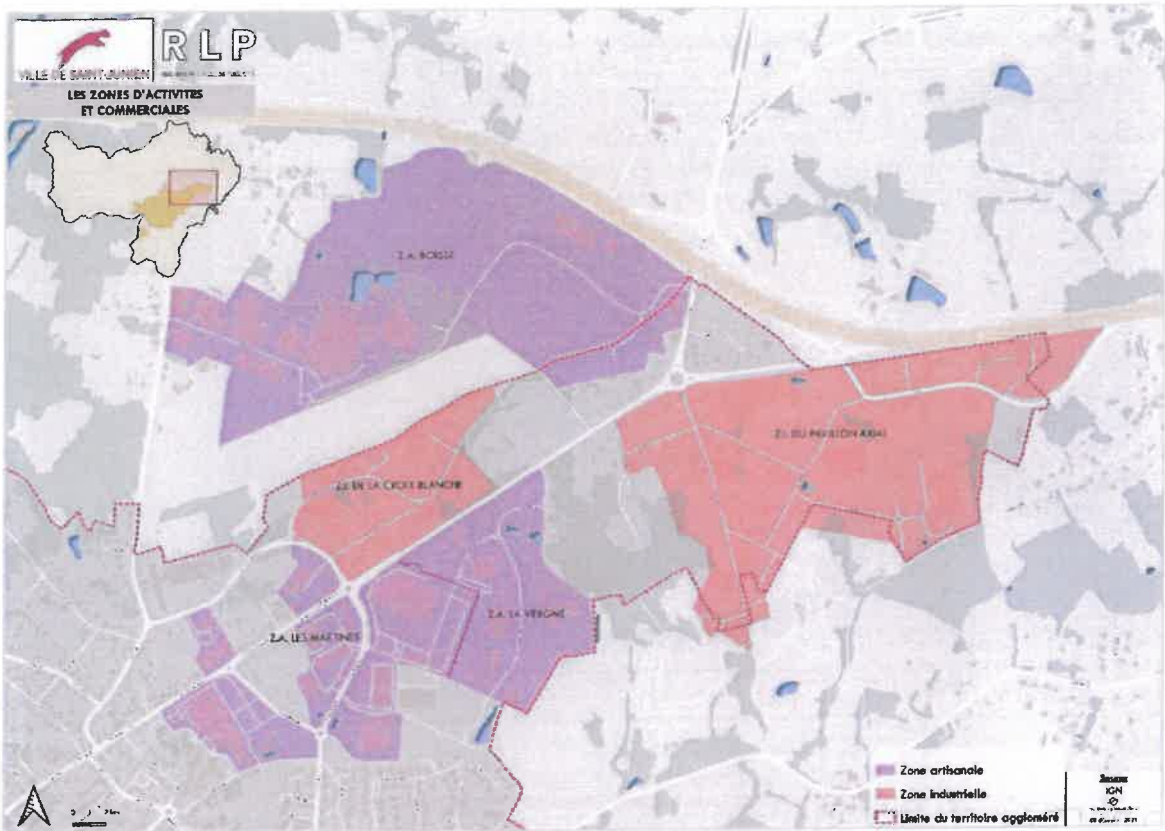 VILLE DE SAINT-JUNIEN
RLP
LES ZONES D'ACTIVITES
ET COMMERCIALES
Z.A. BOISSE
Z.I. DE LA CROIX BLANCHE
Z.I. DU PAVILLON
Z.A. LA VERGNE
Z.A. LES MARTINES
Zone artisanale
Zone industrielle
Limite du territoire aggloméré
Sources
IGN